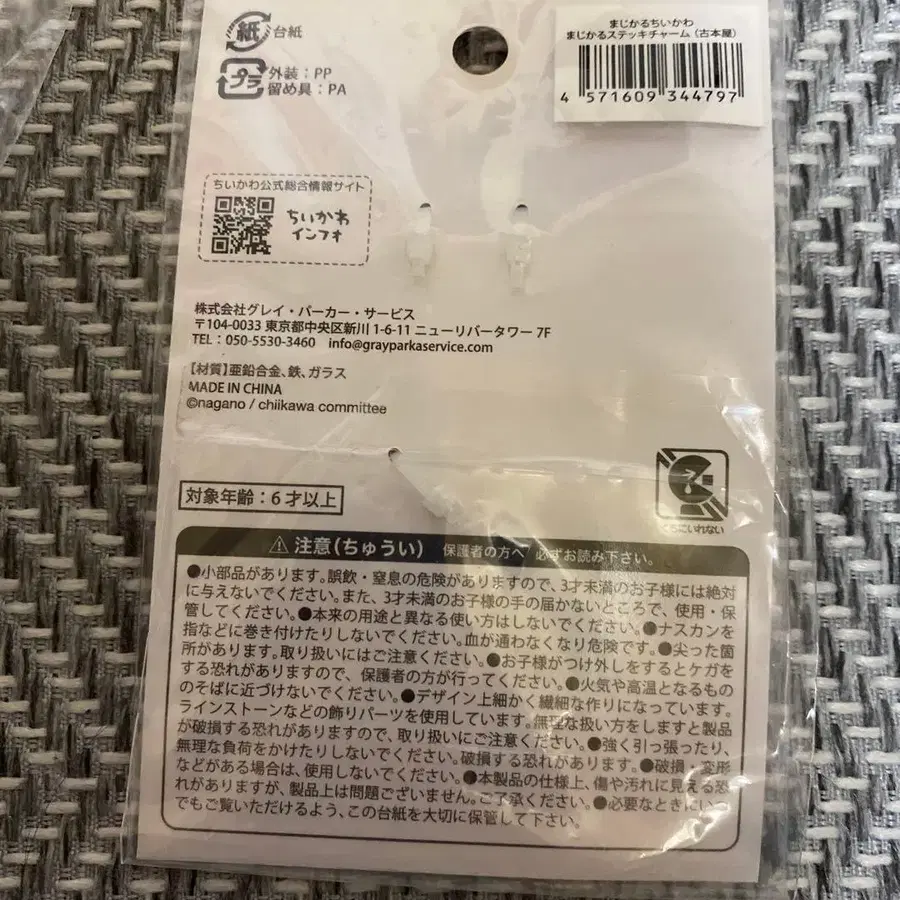 紙 台紙
プラ 外装：PP
留め具：PA
まじかるちいかわ
まじかるステッキチャーム（古本屋）
4 571609 344797
ちいかわ公式総合情報サイト
ちいかわ
インフォ
株式会社グレイ・パーカー・サービス
〒104-0033 東京都中央区新川 1-6-11 ニューリバータワー 7F
TEL：050-5530-3460 info@grayparkaservice.com
【材質】亜鉛合金、鉄、ガラス
MADE IN CHINA
©nagano / chiikawa committee
対象年齢：6才以上
くちにいれない
⚠注意（ちゅうい） 保護者の方へ 必ずお読み下さい。
●小部品があります。誤飲・窒息の危険がありますので、3才未満のお子様には絶対
に与えないでください。また、3才未満のお子様の手の届かないところで、使用・保
管してください。●本来の用途と異なる使い方はしないでください。●ナスカンを
指などに巻き付けたりしないでください。血が通わなくなり危険です。●尖った箇
所があります。取り扱いにはご注意ください。●お子様がつけ外しをするとケガを
する恐れがありますので、保護者の方が行ってください。●火気や高温となるもの
のそばに近づけないでください。●デザイン上細かく繊細な作りになっています。
ラインストーンなどの飾りパーツを使用しています。無理な扱い方をしますと製品
が破損する恐れがありますので、取り扱いにご注意ください。●強く引っ張ったり、
無理な負荷をかけたりしないでください。破損する恐れがあります。●破損・変形
などがある場合は、使用しないでください。●本製品の仕様上、傷や汚れに見える恐
れがありますが、製品上は問題ございません。ご了承ください。●必要なときにいつ
でもご覧いただけるよう、この台紙を大切に保管して下さい。